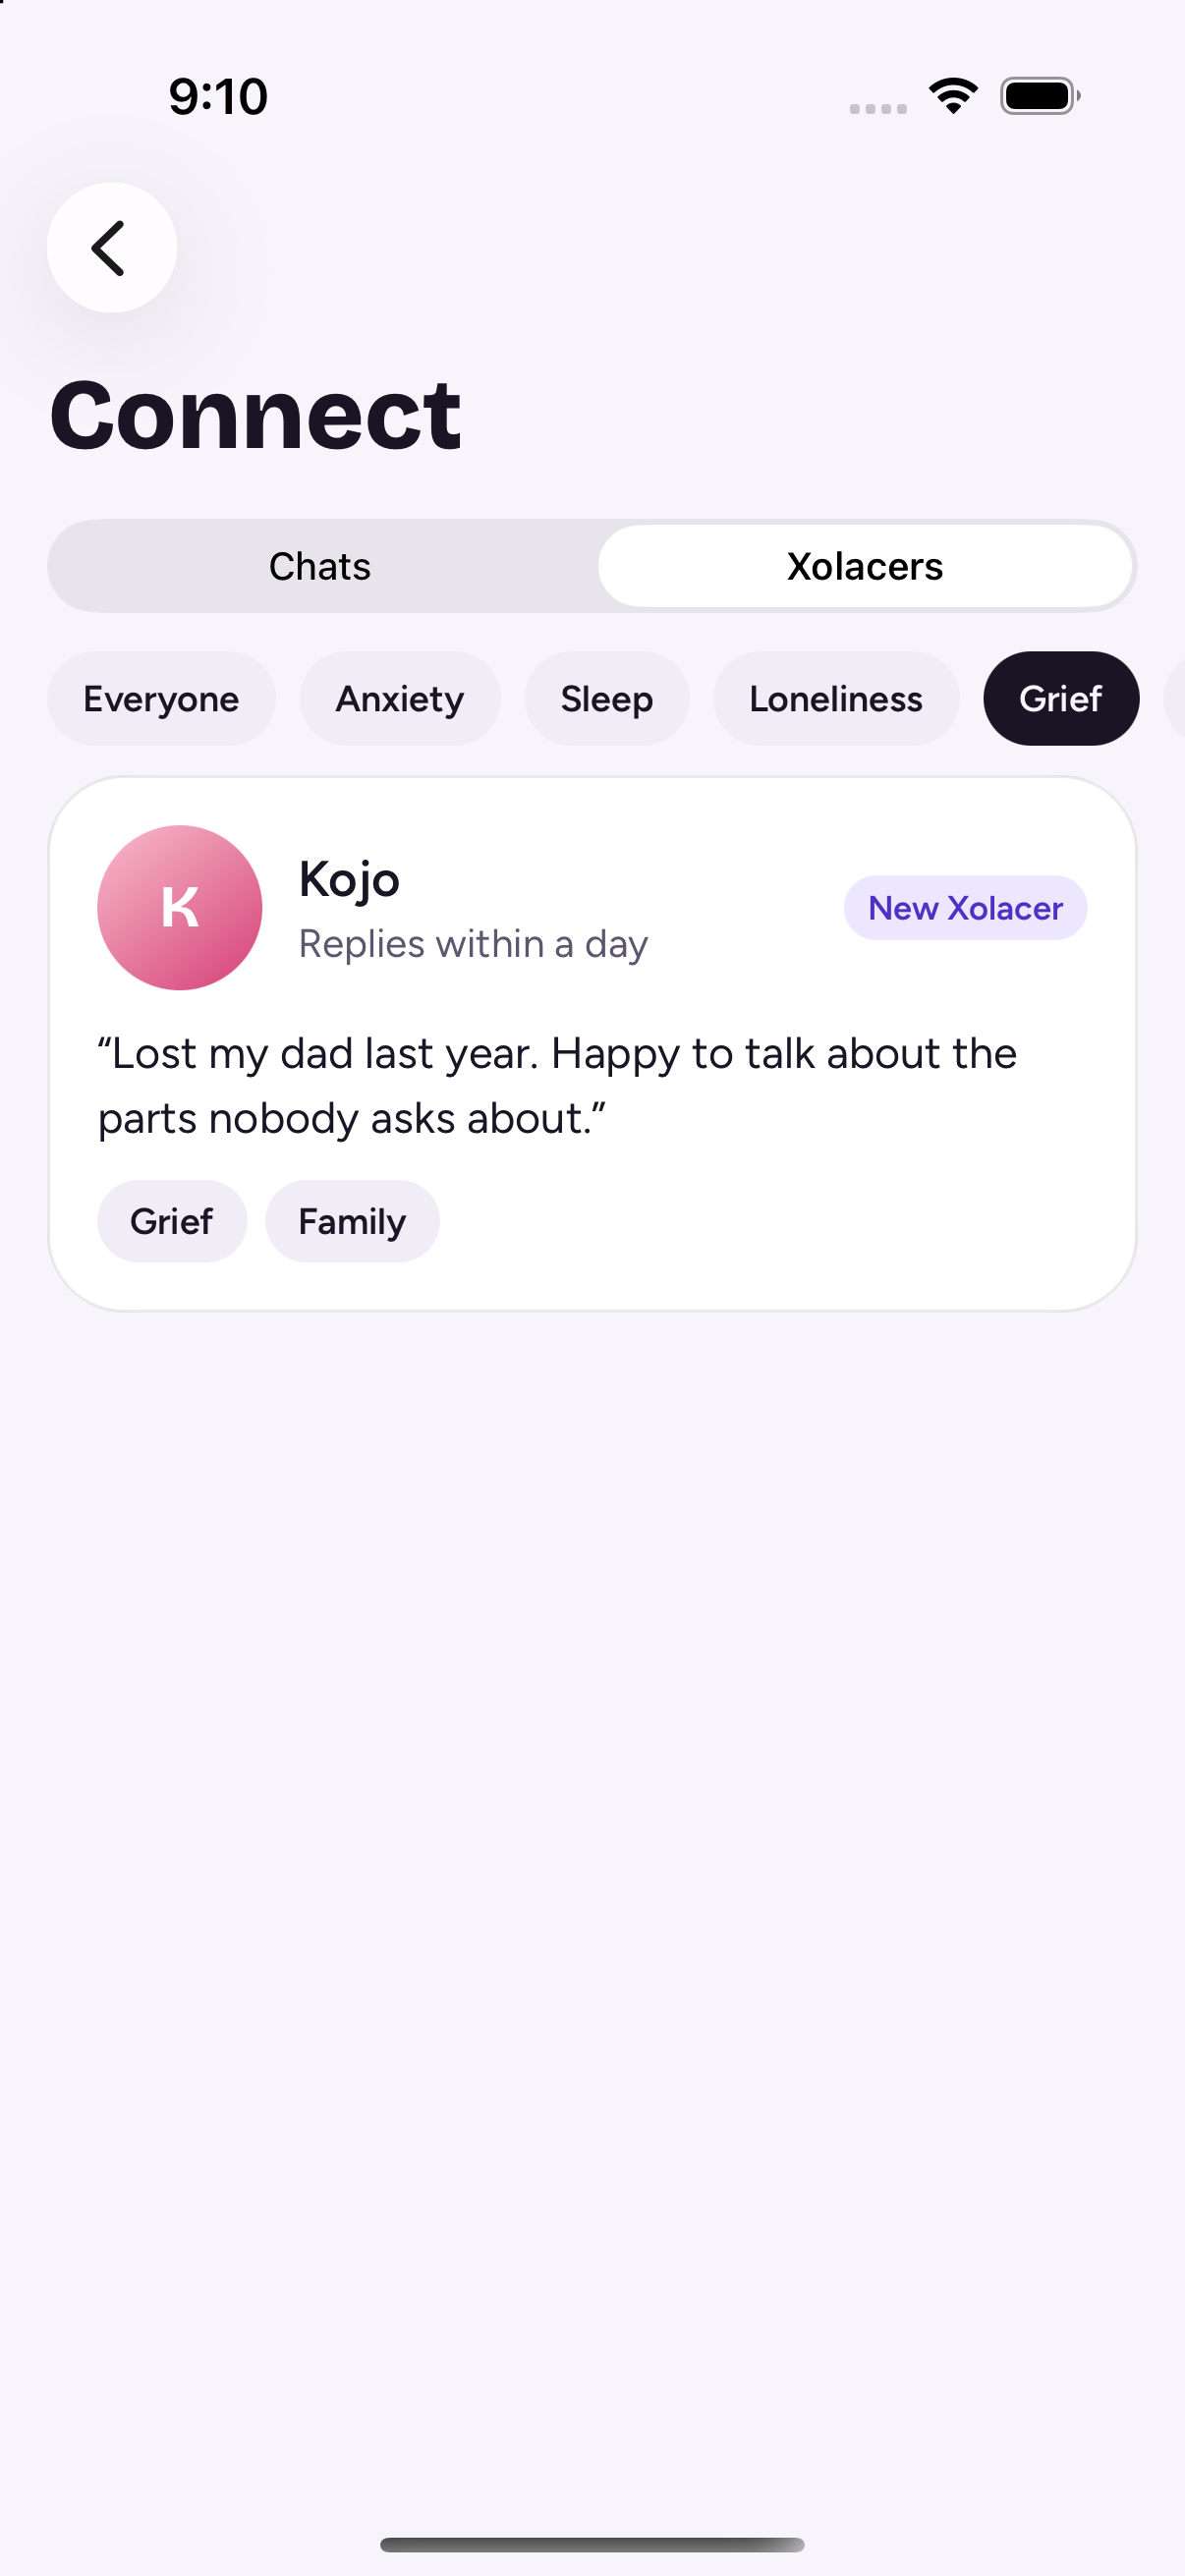 9:10
Connect
Chats Xolacers
Everyone Anxiety Sleep Loneliness Grief
K
Kojo
Replies within a day
New Xolacer
“Lost my dad last year. Happy to talk about the
parts nobody asks about.”
Grief Family